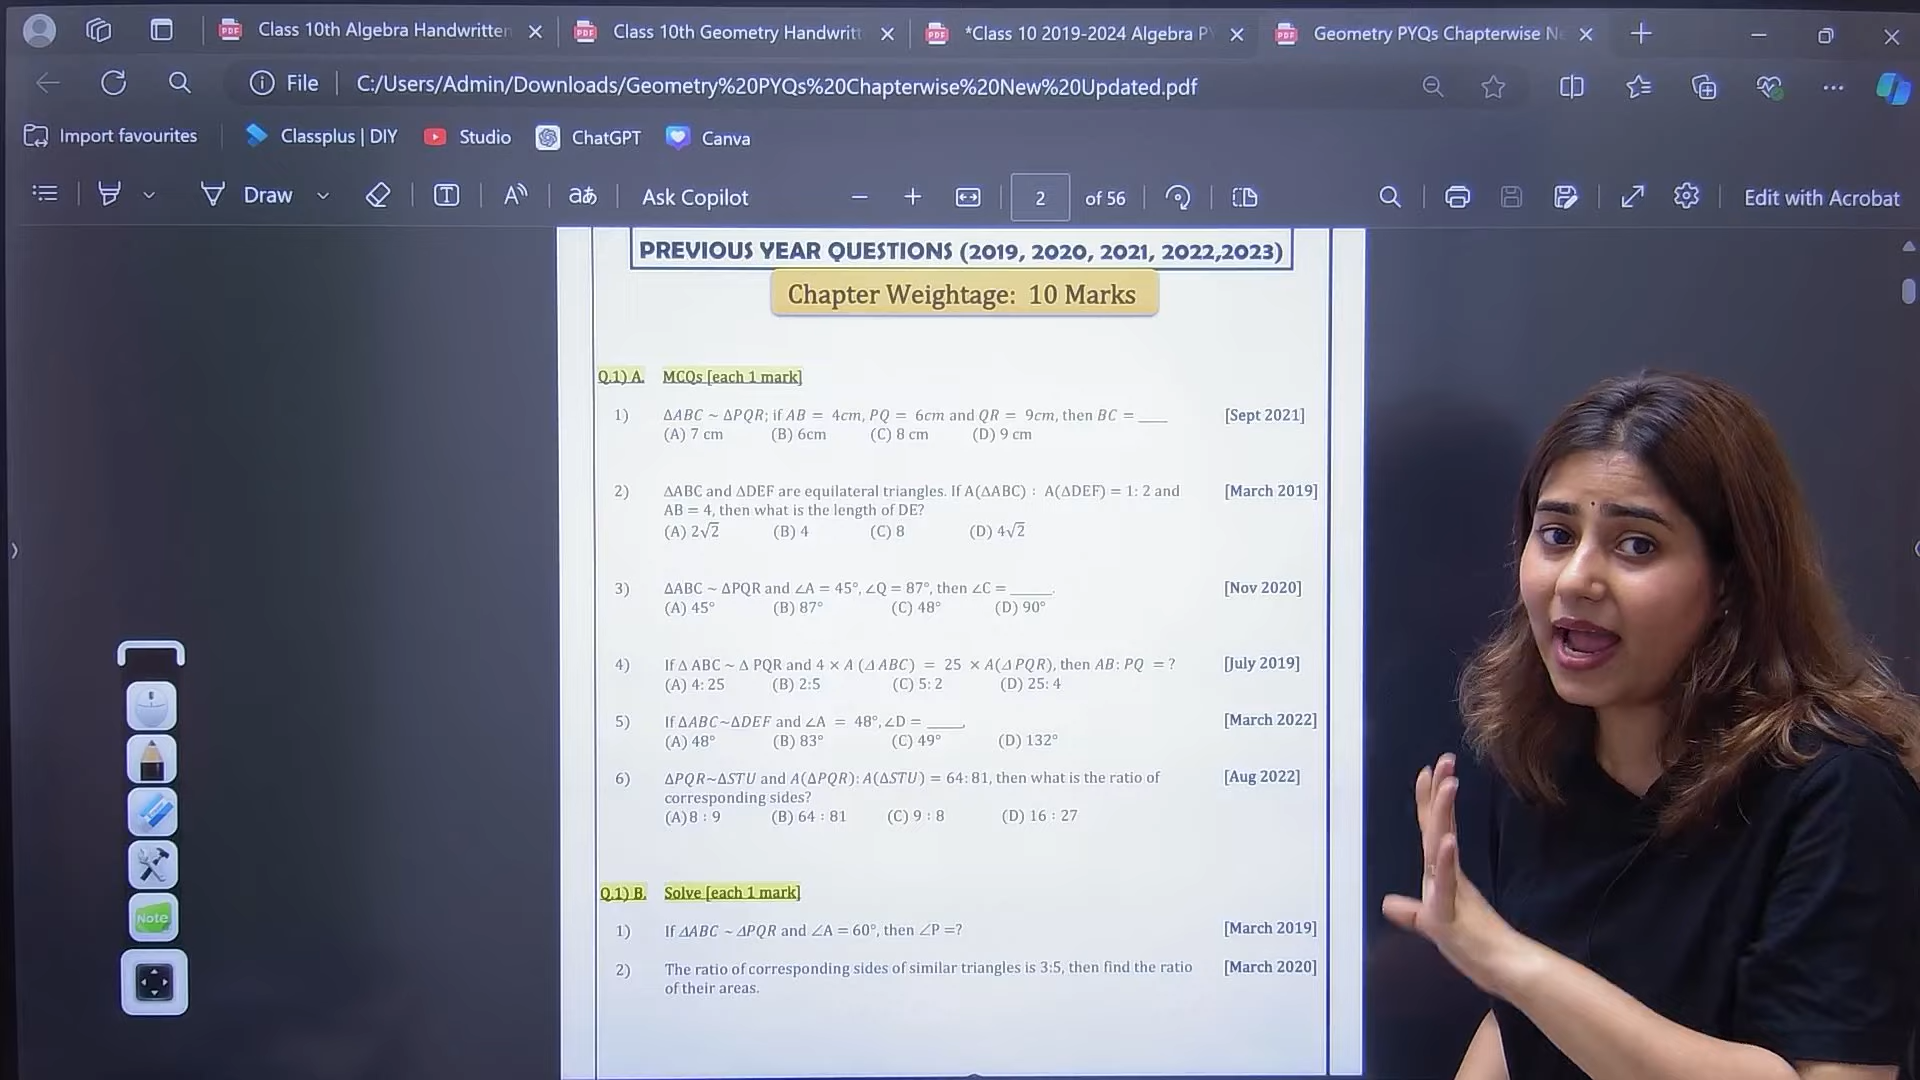 Class 10th Algebra Handwritten
Class 10th Geometry Handwritt
*Class 10 2019-2024 Algebra P
Geometry PYQs Chapterwise Ne
File
C:/Users/Admin/Downloads/Geometry%20PYQs%20Chapterwise%20New%20Updated.pdf
Import favourites
Classplus | DIY
Studio
ChatGPT
Canva
Draw
Ask Copilot
2 of 56
Edit with Acrobat
PREVIOUS YEAR QUESTIONS (2019, 2020, 2021, 2022,2023)
Chapter Weightage: 10 Marks
Q.1) A. MCQs [each 1 mark]
1) ΔABC ~ ΔPQR; if AB = 4cm, PQ = 6cm and QR = 9cm, then BC = ____ [Sept 2021]
(A) 7 cm (B) 6cm (C) 8 cm (D) 9 cm
2) ΔABC and ΔDEF are equilateral triangles. If A(ΔABC) : A(ΔDEF) = 1: 2 and [March 2019]
AB = 4, then what is the length of DE?
(A) 2√2 (B) 4 (C) 8 (D) 4√2
3) ΔABC ~ ΔPQR and ∠A = 45°, ∠Q = 87°, then ∠C = _____. [Nov 2020]
(A) 45° (B) 87° (C) 48° (D) 90°
4) If Δ ABC ~ Δ PQR and 4 × A (Δ ABC) = 25 × A(Δ PQR), then AB: PQ = ? [July 2019]
(A) 4: 25 (B) 2:5 (C) 5: 2 (D) 25: 4
5) If ΔABC~ΔDEF and ∠A = 48°, ∠D = _____. [March 2022]
(A) 48° (B) 83° (C) 49° (D) 132°
6) ΔPQR~ΔSTU and A(ΔPQR): A(ΔSTU) = 64: 81, then what is the ratio of [Aug 2022]
corresponding sides?
(A) 8 : 9 (B) 64 : 81 (C) 9 : 8 (D) 16 : 27
Q.1) B. Solve [each 1 mark]
1) If ΔABC ~ ΔPQR and ∠A = 60°, then ∠P =? [March 2019]
2) The ratio of corresponding sides of similar triangles is 3:5, then find the ratio [March 2020]
of their areas.
Note